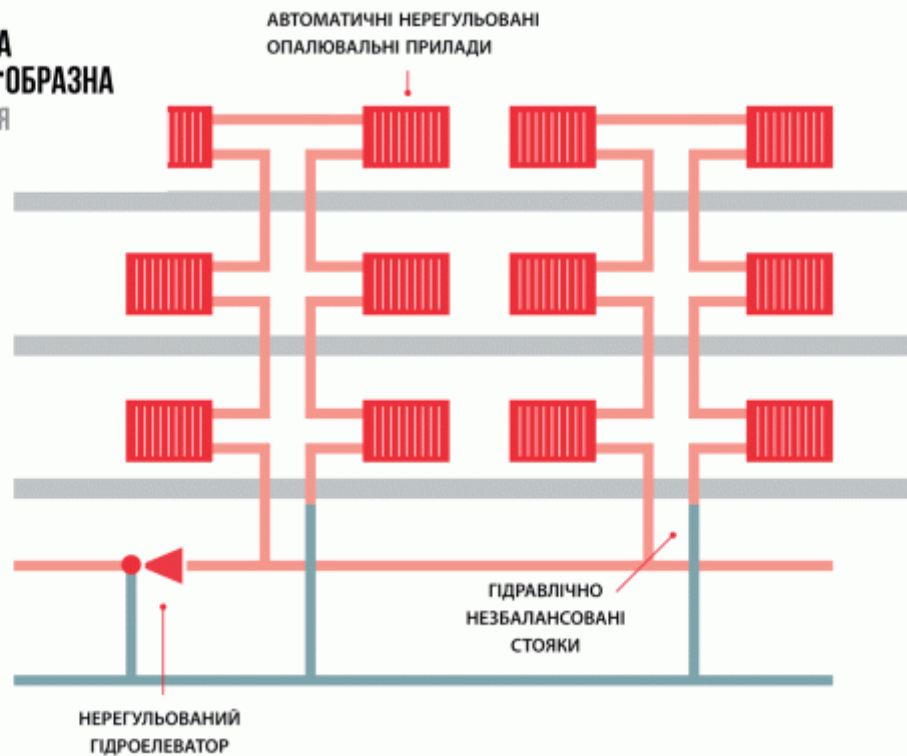 АВТОМАТИЧНІ НЕРЕГУЛЬОВАНІ
ОПАЛЮВАЛЬНІ ПРИЛАДИ
ГІДРАВЛІЧНО
НЕЗБАЛАНСОВАНІ
СТОЯКИ
НЕРЕГУЛЬОВАНИЙ
ГІДРОЕЛЕВАТОР